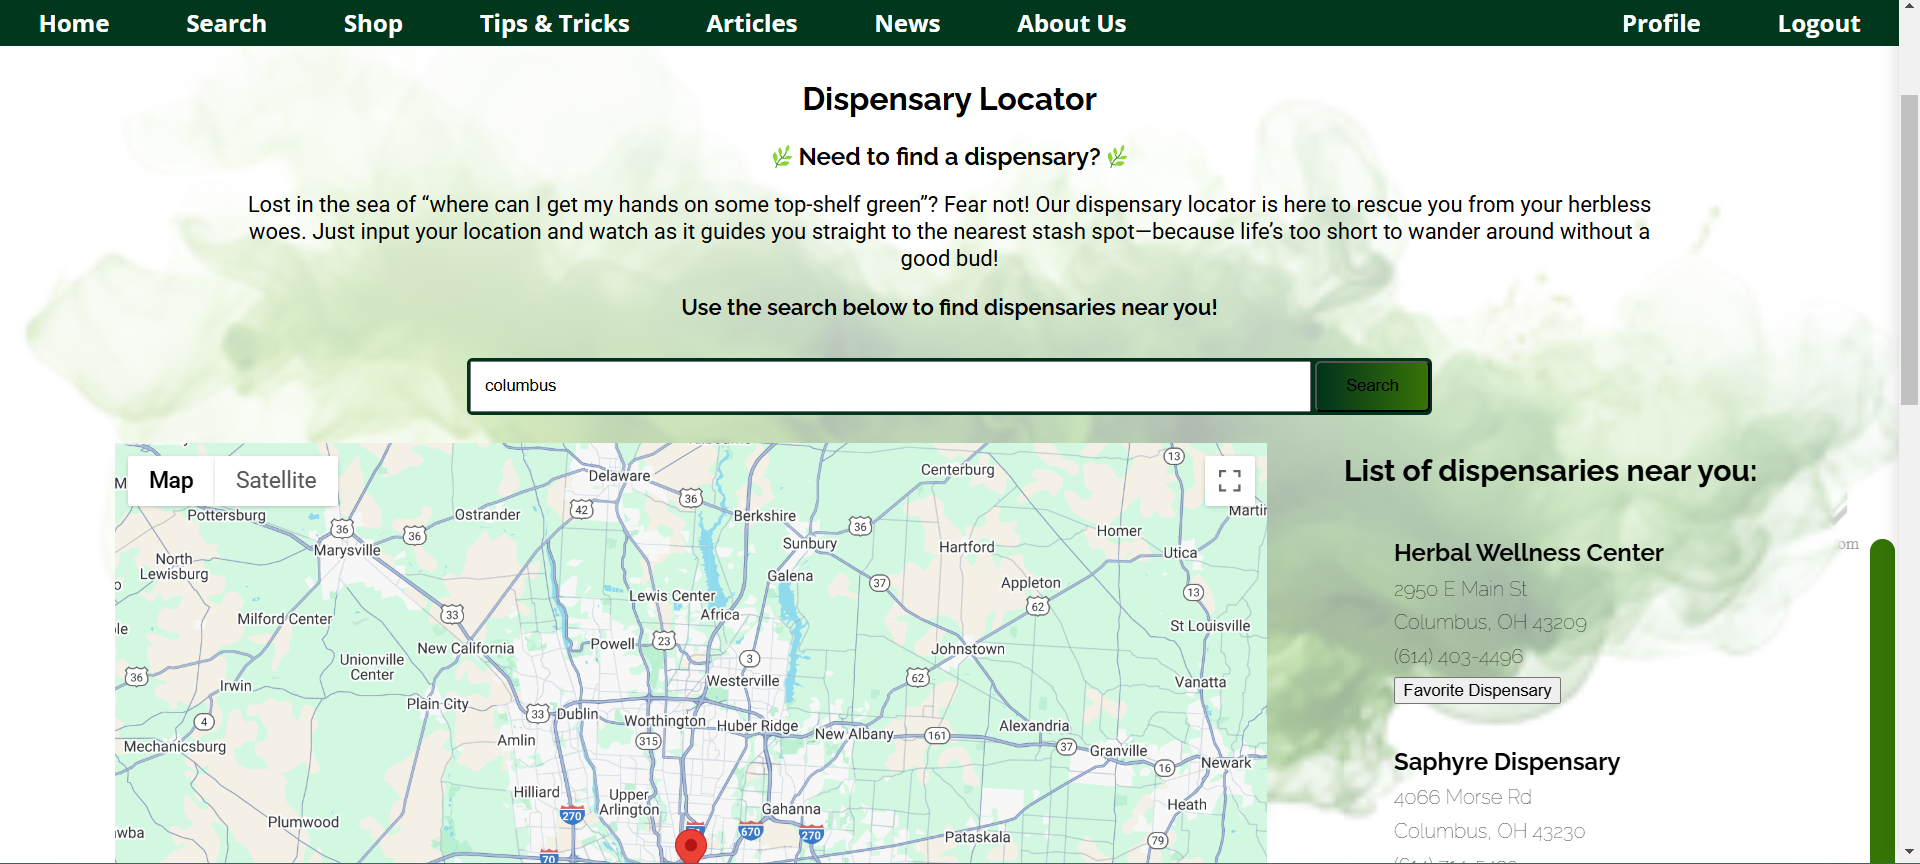 Home Search Shop Tips & Tricks Articles News About Us Profile Logout
Dispensary Locator
🌿 Need to find a dispensary? 🌿
Lost in the sea of “where can I get my hands on some top-shelf green”? Fear not! Our dispensary locator is here to rescue you from your herbless
woes. Just input your location and watch as it guides you straight to the nearest stash spot—because life’s too short to wander around without a
good bud!
Use the search below to find dispensaries near you!
columbus Search
Map Satellite
Delaware
Centerburg
13
36
42
Pottersburg
Ostrander
Berkshire
36
36
36
Homer
Marysville
Sunbury
Hartford
Utica
North
Lewisburg
Galena
37
Appleton
13
Lewis Center
62
33
Africa
Milford Center
St Louisville
Powell
23
New California
Johnstown
3
Unionville
Center
36
Westerville
62
Vanatta
Irwin
Plain City
33
Dublin
Worthington
Huber Ridge
Alexandria
4
New Albany
161
Amlin
315
37
Granville
Mechanicsburg
16
Newark
Hilliard
Upper
Arlington
Gahanna
Heath
270
Plumwood
670
270
Pataskala
79
70
List of dispensaries near you:
Herbal Wellness Center
2950 E Main St
Columbus, OH 43209
(614) 403-4496
Favorite Dispensary
Saphyre Dispensary
4066 Morse Rd
Columbus, OH 43230
om